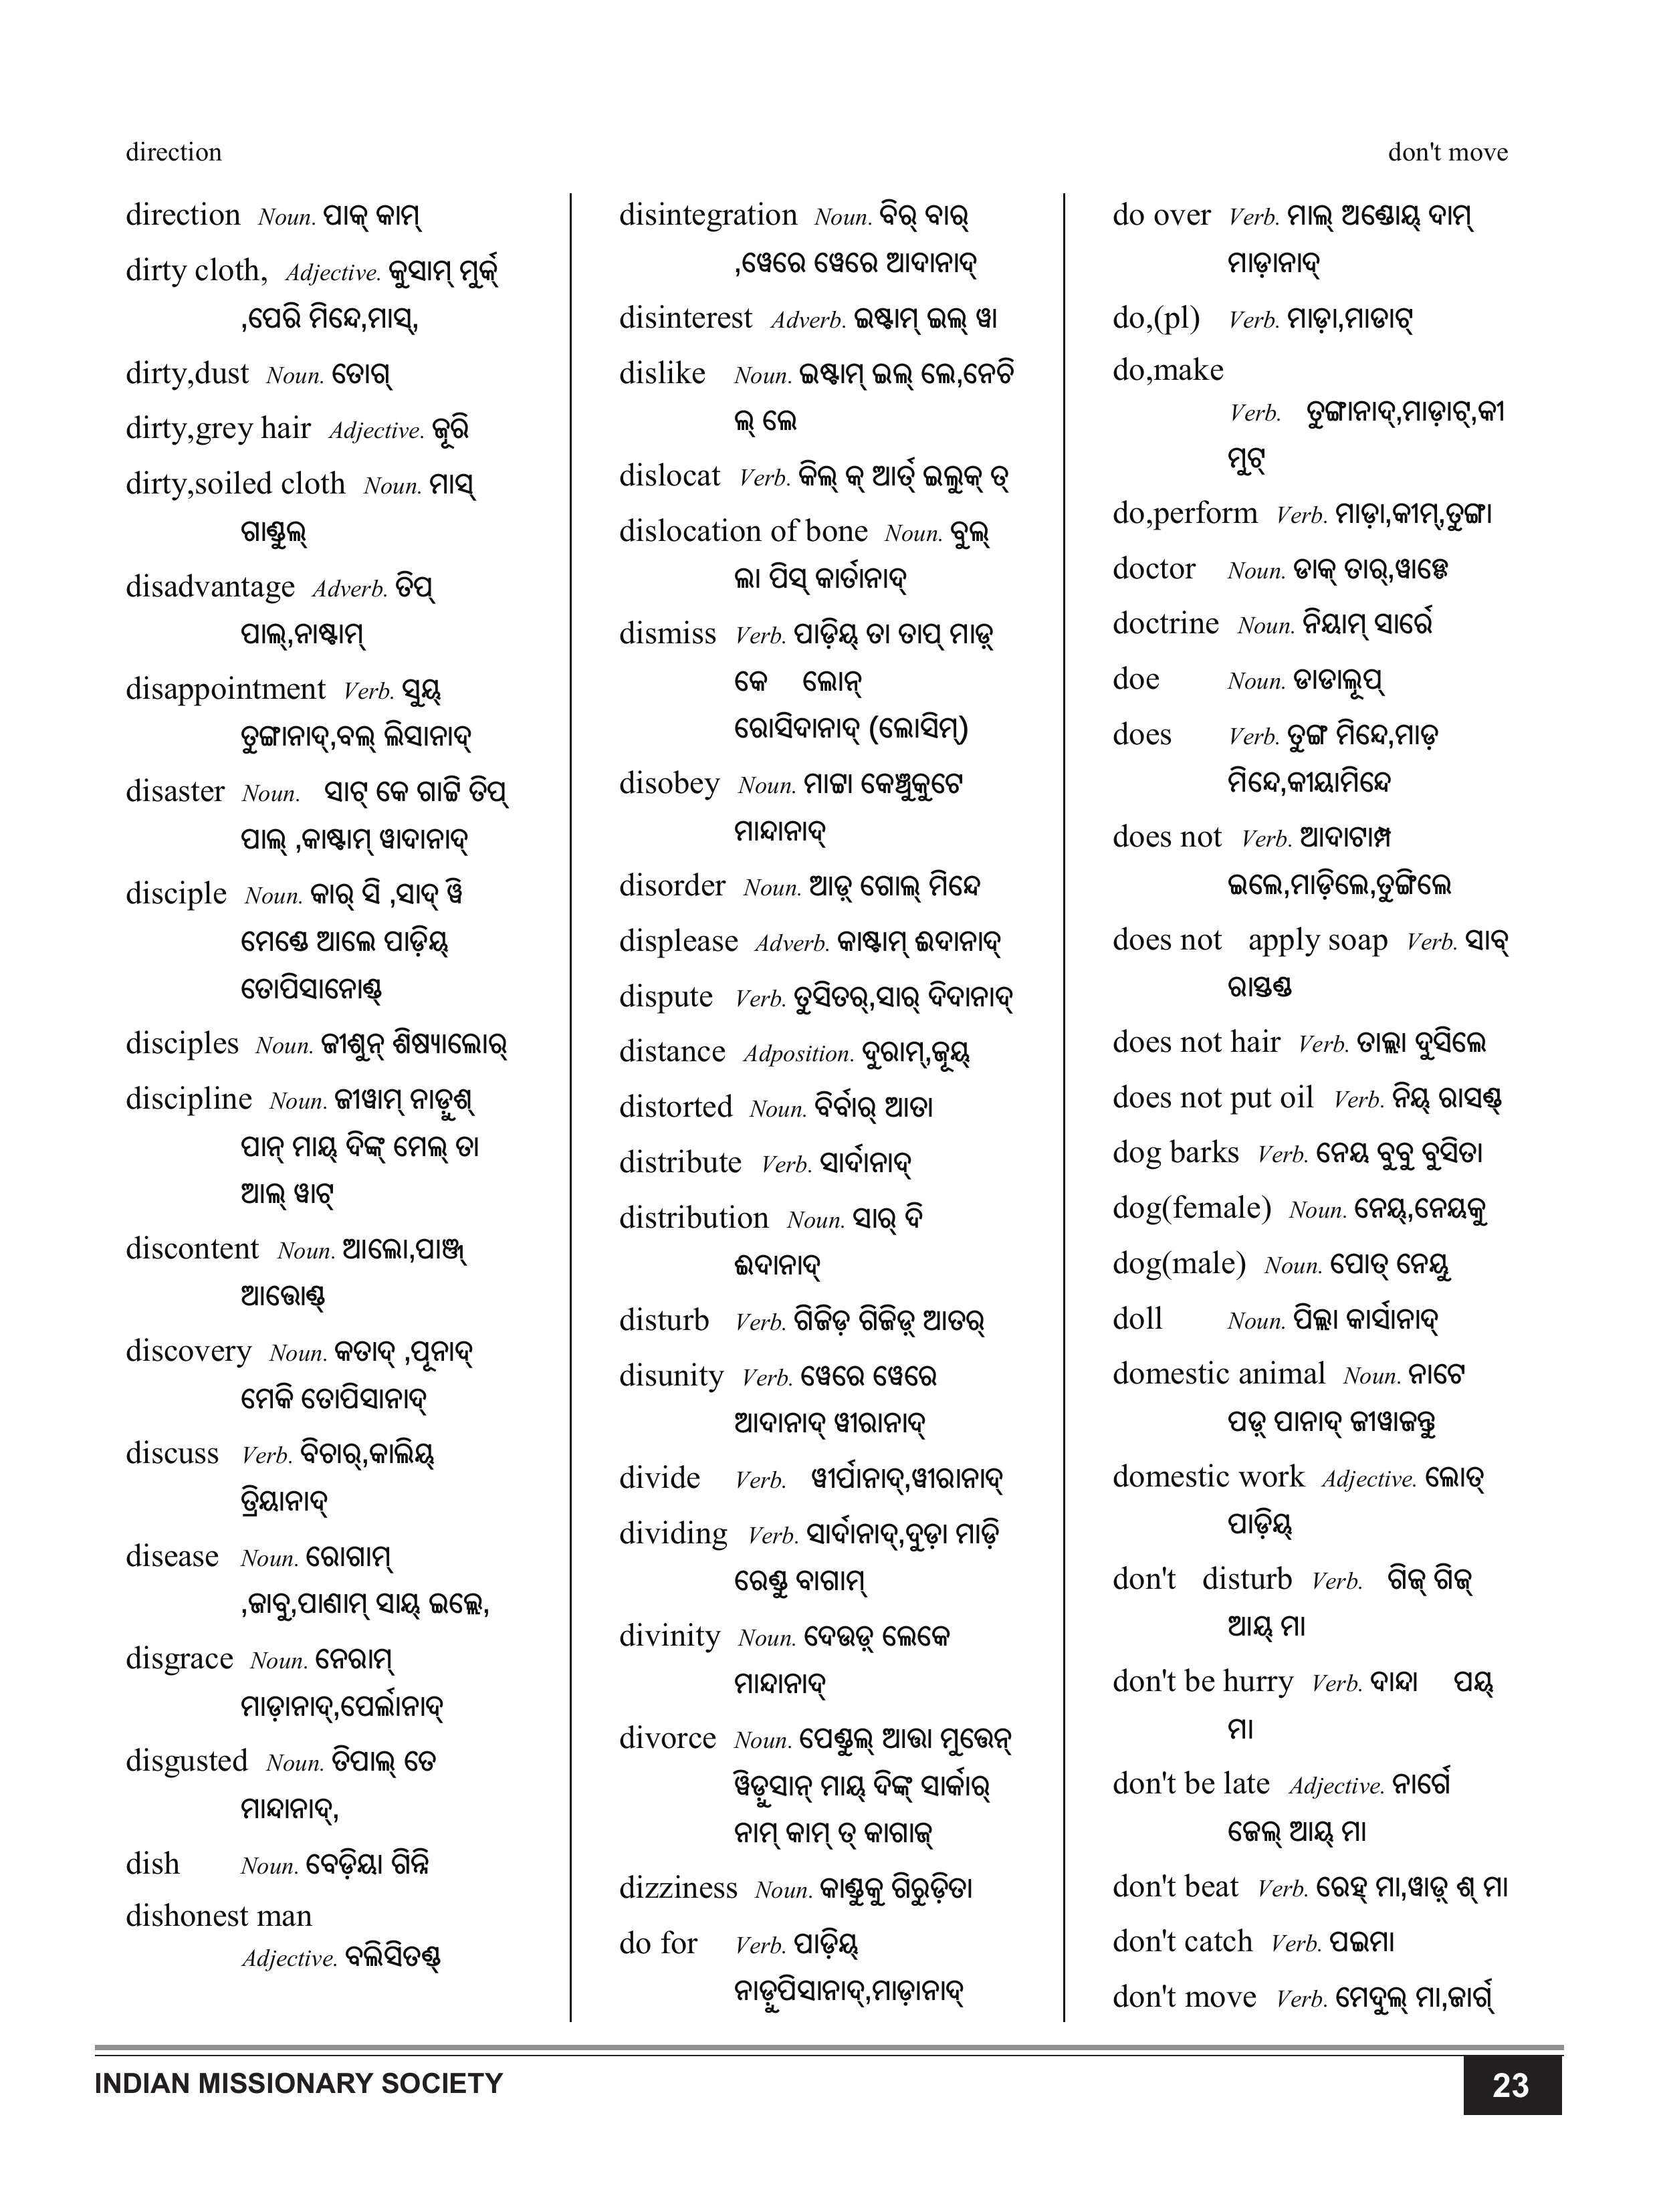 direction
don't move
direction Noun. ପାକ୍ କାମ୍
dirty cloth, Adjective. କୁସାମ୍ ମୁର୍କ୍
,ପେରି ମିନ୍ଦେ,ମାସ୍,
dirty,dust Noun. ତୋଗ୍
dirty,grey hair Adjective. ଜୂରି
dirty,soiled cloth Noun. ମାସ୍
ଗାଣ୍ଡୁଲ୍
disadvantage Adverb. ତିପ୍
ପାଲ୍,ନାଷ୍ଟାମ୍
disappointment Verb. ସୁୟ୍
ତୁଙ୍ଗାନାଦ୍,ବଲ୍ ଲିସାନାଦ୍
disaster Noun. ସାଟ୍ କେ ଗାଟ୍ଟି ତିପ୍
ପାଲ୍ ,କାଷ୍ଟାମ୍ ୱାଦାନାଦ୍
disciple Noun. କାର୍ ସି ,ସାଦ୍ ୱି
ମେଣ୍ଡେ ଆଲେ ପାଡ଼ିୟ୍
ତୋପିସାନୋଣ୍ଡ୍
disciples Noun. ଜୀଶୁନ୍ ଶିଷ୍ୟାଲୋର୍
discipline Noun. ଜୀୱାମ୍ ନାଡ଼ୁଶ୍
ପାନ୍ ମାୟ୍ ଦିଙ୍କ୍ ମେଲ୍ ତା
ଆଲ୍ ୱାଟ୍
discontent Noun. ଆଲୋ,ପାଞ୍ଜ୍
ଆତ୍ତୋଣ୍ଡ୍
discovery Noun. କତାଦ୍ ,ପୂନାଦ୍
ମେକି ତୋପିସାନାଦ୍
discuss Verb. ବିଚାର୍,କାଲିୟ୍
ତ୍ରିୟାନାଦ୍
disease Noun. ରୋଗାମ୍
,ଜାବୁ,ପାଣାମ୍ ସାୟ୍ ଇଲ୍ଲେ,
disgrace Noun. ନେରାମ୍
ମାଡ଼ାନାଦ୍,ପେର୍ଲାନାଦ୍
disgusted Noun. ତିପାଲ୍ ତେ
ମାନ୍ଦାନାଦ୍,
dish Noun. ବେଡ଼ିୟା ଗିନ୍ନି
dishonest man
Adjective. ବଲିସିତଣ୍ଡ୍
disintegration Noun. ବିର୍ ବାର୍
,ୱେରେ ୱେରେ ଆଦାନାଦ୍
disinterest Adverb. ଇଷ୍ଟାମ୍ ଇଲ୍ ୱା
dislike Noun. ଇଷ୍ଟାମ୍ ଇଲ୍ ଲେ,ନେଚି
ଲ୍ ଲେ
dislocat Verb. କିଲ୍ କ୍ ଆର୍ତ୍ ଇଲୁକ୍ ତ୍
dislocation of bone Noun. ବୁଲ୍
ଲା ପିସ୍ କାର୍ତାନାଦ୍
dismiss Verb. ପାଡ଼ିୟ୍ ତା ତାପ୍ ମାଡ଼୍
କେ ଲୋନ୍
ରୋସିଦାନାଦ୍ (ଲୋସିମ୍)
disobey Noun. ମାଟ୍ଟା କେଞ୍ଚୁକୁଟେ
ମାନ୍ଦାନାଦ୍
disorder Noun. ଆଡ଼୍ ଗୋଲ୍ ମିନ୍ଦେ
displease Adverb. କାଷ୍ଟାମ୍ ଈଦାନାଦ୍
dispute Verb. ତୁସିତର୍,ସାର୍ ଦିଦାନାଦ୍
distance Adposition. ଦୁରାମ୍,ଜୂୟ୍
distorted Noun. ବିର୍ବାର୍ ଆତା
distribute Verb. ସାର୍ଦାନାଦ୍
distribution Noun. ସାର୍ ଦି
ଈଦାନାଦ୍
disturb Verb. ଗିଜିଡ଼ ଗିଜିଡ଼୍ ଆତର୍
disunity Verb. ୱେରେ ୱେରେ
ଆଦାନାଦ୍ ୱୀରାନାଦ୍
divide Verb. ୱୀର୍ପାନାଦ୍,ୱୀରାନାଦ୍
dividing Verb. ସାର୍ଦାନାଦ୍,ଦୁଡ଼ା ମାଡ଼ି
ରେଣ୍ଡୁ ବାଗାମ୍
divinity Noun. ଦେଉଡ଼୍ ଲେକେ
ମାନ୍ଦାନାଦ୍
divorce Noun. ପେଣ୍ଡୁଲ୍ ଆତ୍ତା ମୁତ୍ତେନ୍
ୱିଡ଼ୁସାନ୍ ମାୟ୍ ଦିଙ୍କ୍ ସାର୍କାର୍
ନାମ୍ କାମ୍ ତ୍ କାଗାଜ୍
dizziness Noun. କାଣ୍ଡୁକୁ ଗିରୁଡ଼ିତା
do for Verb. ପାଡ଼ିୟ୍
ନାଡ଼ୁପିସାନାଦ୍,ମାଡ଼ାନାଦ୍
do over Verb. ମାଲ୍ ଅଣ୍ଡୋୟ୍ ଦାମ୍
ମାଡ଼ାନାଦ୍
do,(pl) Verb. ମାଡ଼ା,ମାଡାଟ୍
do,make
Verb. ତୁଙ୍ଗାନାଦ୍,ମାଡ଼ାଟ୍,କୀ
ମୁଟ୍
do,perform Verb. ମାଡ଼ା,କୀମ୍,ତୁଙ୍ଗା
doctor Noun. ଡାକ୍ ତାର୍,ୱାଡ୍ଡେ
doctrine Noun. ନିୟାମ୍ ସାର୍ରେ
doe Noun. ଡାଡାଲୂପ୍
does Verb. ତୁଙ୍ଗ ମିନ୍ଦେ,ମାଡ଼
ମିନ୍ଦେ,କୀୟାମିନ୍ଦେ
does not Verb. ଆଦାଟାମ୍ପ
ଇଲେ,ମାଡ଼ିଲେ,ତୁଙ୍ଗିଲେ
does not apply soap Verb. ସାବ୍
ରାସ୍ତଣ୍ଡ
does not hair Verb. ତାଲ୍ଲା ଦୁସିଲେ
does not put oil Verb. ନିୟ୍ ରାସଣ୍ଡ୍
dog barks Verb. ନେୟ ବୁବୁ ବୁସିତା
dog(female) Noun. ନେୟ୍,ନେୟକୁ
dog(male) Noun. ପୋତ୍ ନେୟୁ
doll Noun. ପିଲ୍ଲା କାର୍ସାନାଦ୍
domestic animal Noun. ନାଟେ
ପଡ଼୍ ପାନାଦ୍ ଜୀୱାଜନ୍ତୁ
domestic work Adjective. ଲୋତ୍
ପାଡ଼ିୟ୍
don't disturb Verb. ଗିଜ୍ ଗିଜ୍
ଆୟ୍ ମା
don't be hurry Verb. ଦାନ୍ଦା ପୟ୍
ମା
don't be late Adjective. ନାର୍ଗେ
ଜେଲ୍ ଆୟ୍ ମା
don't beat Verb. ରେହ୍ ମା,ୱାଡ଼୍ ଶ୍ ମା
don't catch Verb. ପଇମା
don't move Verb. ମେଦୁଲ୍ ମା,ଜାର୍ଗ୍
INDIAN MISSIONARY SOCIETY
23